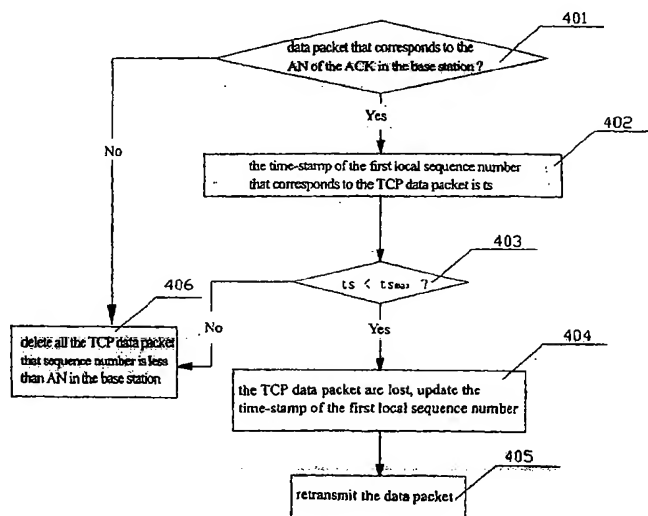 401
data packet that corresponds to the
AN of the ACK in the base station ?
Yes
No
402
the time-stamp of the first local sequence number
that corresponds to the TCP data packet is ts
403
ts < tsmax ?
406
No
Yes
delete all the TCP data packet
that sequence number is less
than AN in the base station
404
the TCP data packet are lost, update the
time-stamp of the first local sequence number
405
retransmit the data packet